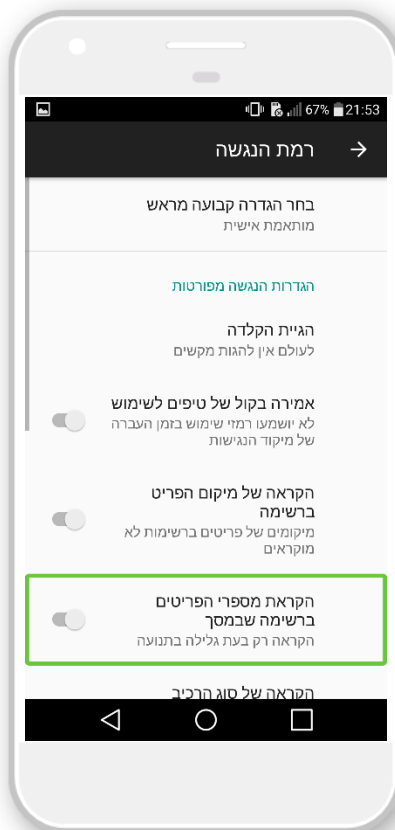 67% 21:53
רמת הנגשה
בחר הגדרה קבועה מראש
מותאמת אישית
הגדרות הנגשה מפורטות
הגיית הקלדה
לעולם אין להגות מקשים
אמירה בקול של טיפים לשימוש
לא יושמעו רמזי שימוש בזמן העברה
של מיקוד הנגישות
הקראה של מיקום הפריט
ברשימה
מיקומים של פריטים ברשימות לא
מוקראים
הקראת מספרי הפריטים
ברשימה שבמסך
הקראה רק בעת גלילה בתנועה
הקראה של סוג הרכיב